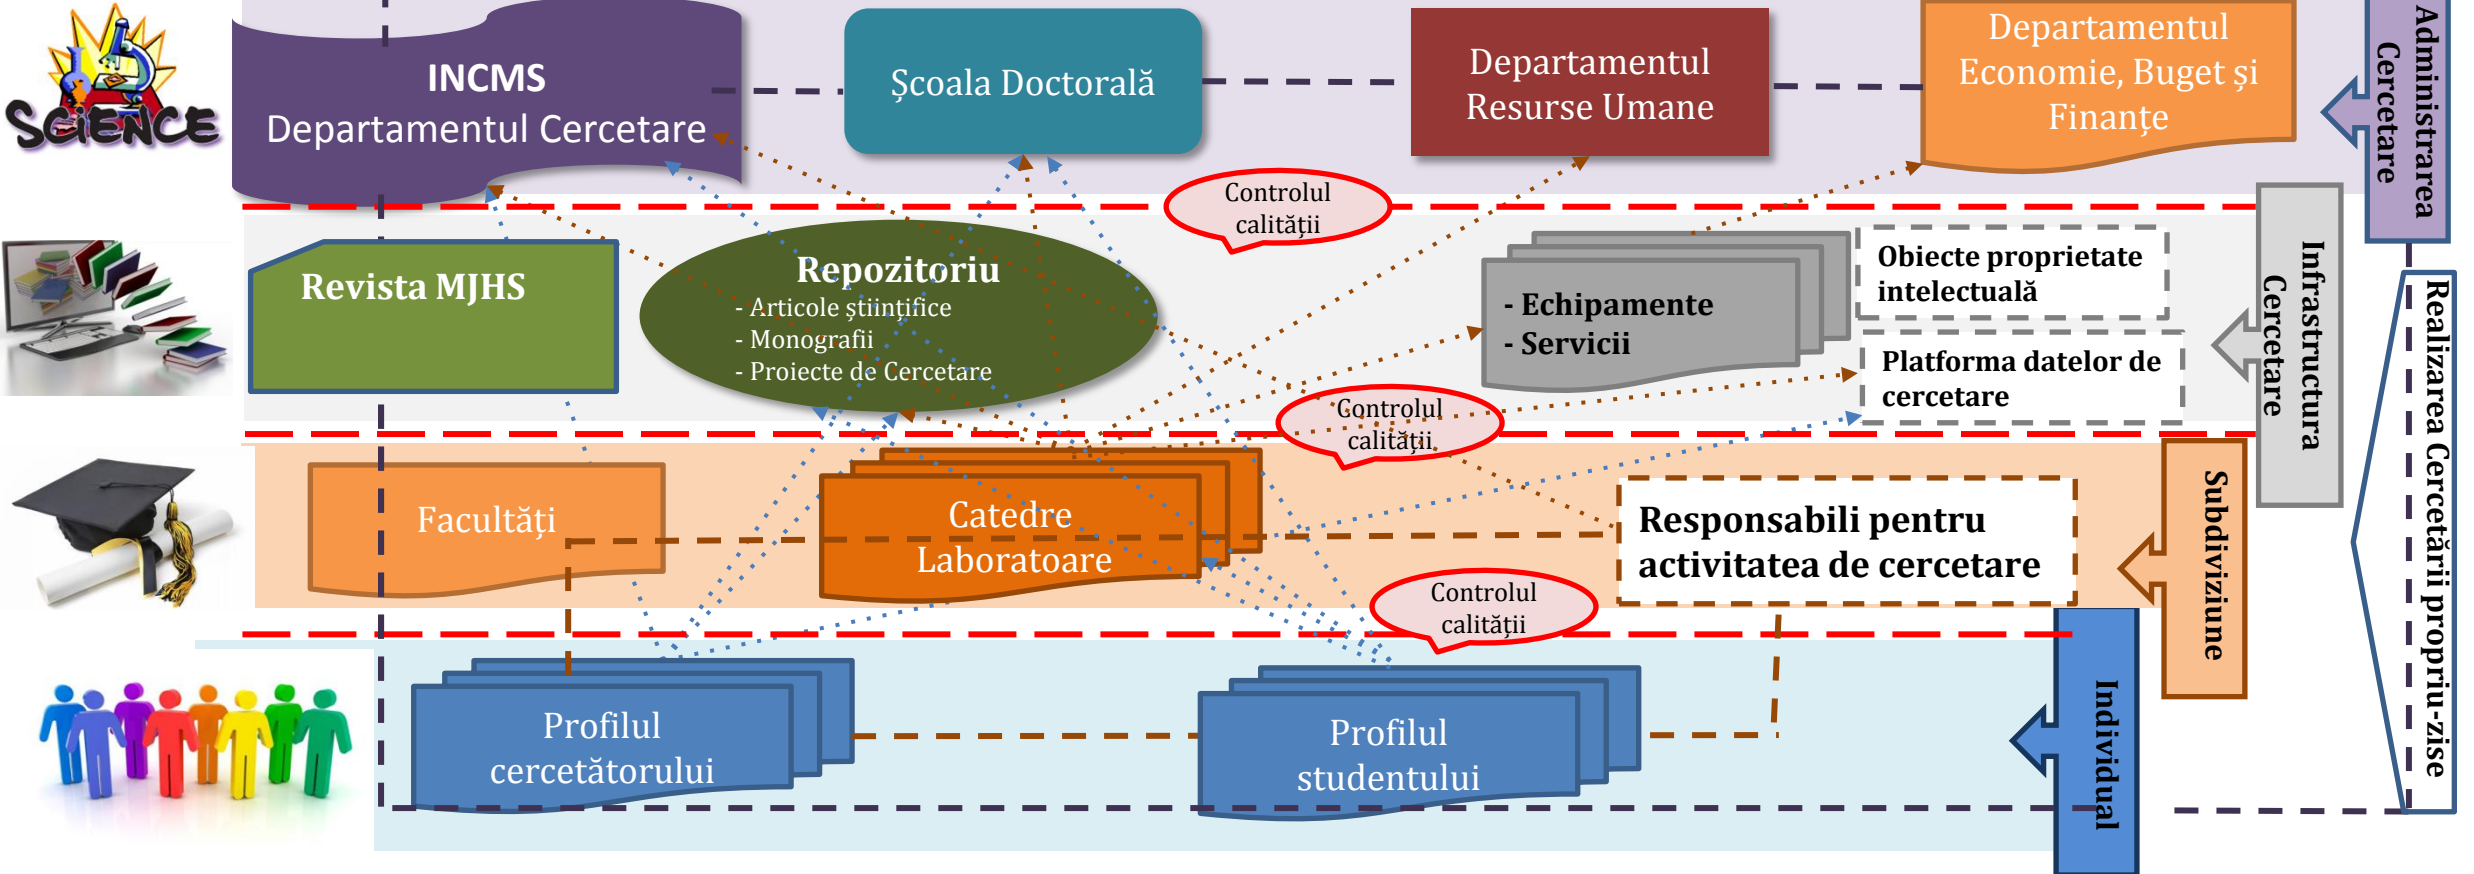 SCIENCE
INCMS
Departamentul Cercetare
Școala Doctorală
Departamentul
Resurse Umane
Departamentul
Economie, Buget și
Finanțe
Administrarea
Cercetare
Controlul
calității
Revista MJHS
Repozitoriu
- Articole științifice
- Monografii
- Proiecte de Cercetare
- Echipamente
- Servicii
Obiecte proprietate
intelectuală
Platforma datelor de
cercetare
Infrastructura
Cercetare
Controlul
calității
Facultăți
Catedre
Laboratoare
Responsabili pentru
activitatea de cercetare
Subdiviziune
Controlul
calității
Profilul
cercetătorului
Profilul
studentului
Individual
Realizarea Cercetării propriu-zise